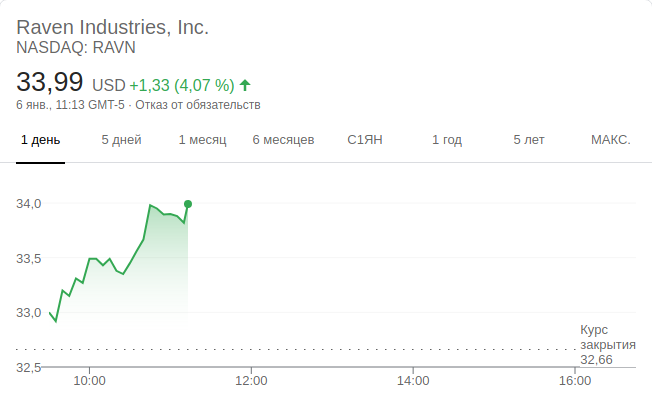 Raven Industries, Inc.
NASDAQ: RAVN
33,99 USD +1,33 (4,07 %)
6 янв., 11:13 GMT-5 · Отказ от обязательств
1 день 5 дней 1 месяц 6 месяцев С1ЯН 1 год 5 лет МАКС.
34,0
33,5
33,0
Курс
закрытия
32,66
32,5
10:00 12:00 14:00 16:00